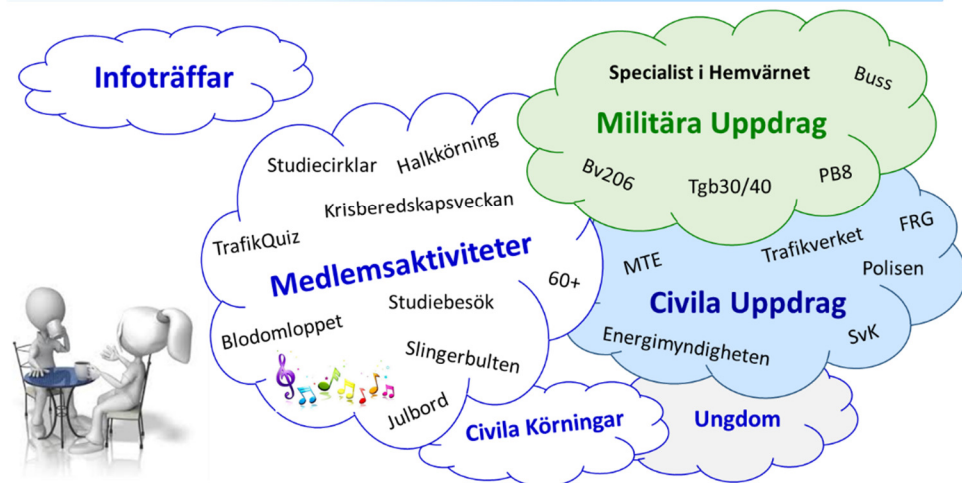 Infoträffar
Specialist i Hemvärnet
Buss
Militära Uppdrag
Bv206
Tgb30/40
PB8
Studiecirklar
Halkkörning
Krisberedskapsveckan
TrafikQuiz
Medlemsaktiviteter
60+
Studiebesök
Blodomloppet
Slingerbulten
Julbord
MTE
Trafikverket
FRG
Polisen
Civila Uppdrag
Energimyndigheten
SvK
Civila Körningar
Ungdom